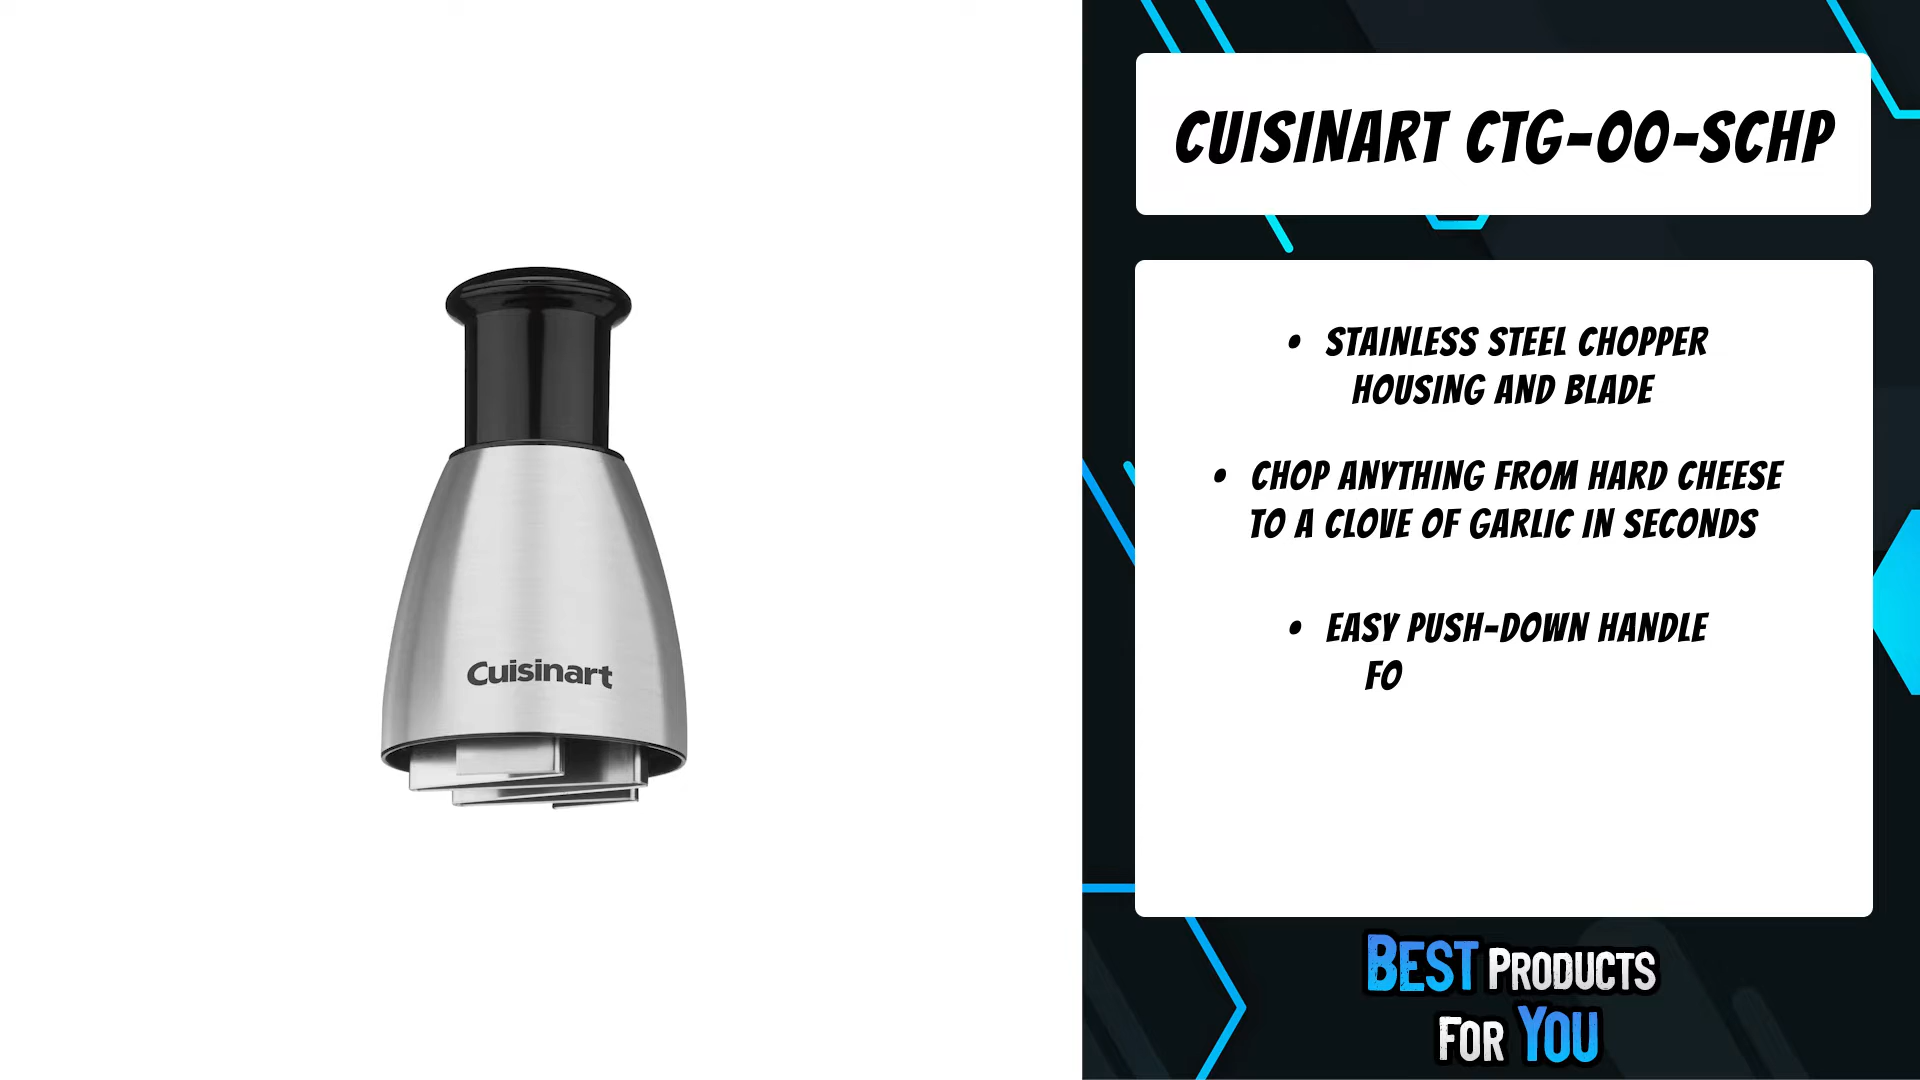 CUISINART CTG-00-SCHP
• STAINLESS STEEL CHOPPER
HOUSING AND BLADE
• CHOP ANYTHING FROM HARD CHEESE
TO A CLOVE OF GARLIC IN SECONDS
• EASY PUSH-DOWN HANDLE
FO
Cuisinart
BEST PRODUCTS
FOR YOU